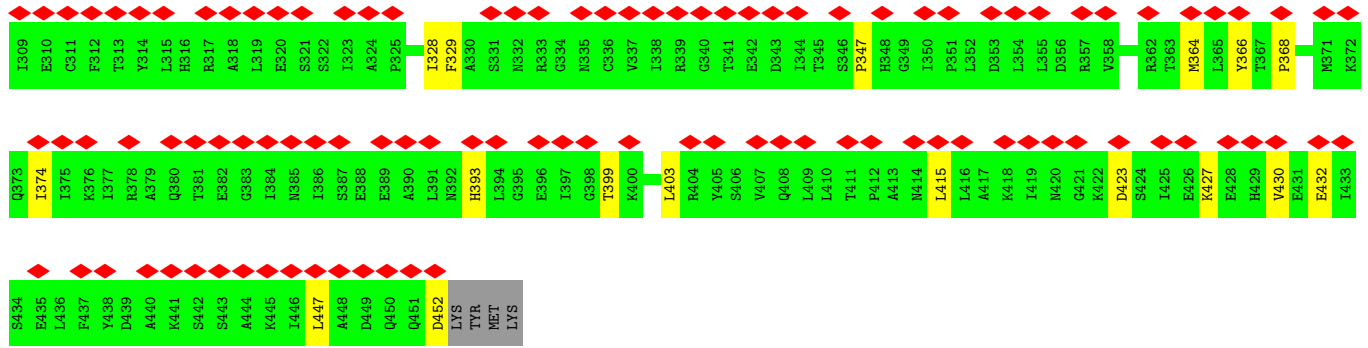 I309 E310 C311 F312 T313 Y314 L315 H316 R317 A318 L319 E320 S321 S322 I323 A324 P325 I328 F329 A330 S331 N332 R333 G334 N335 C336 V337 I338 R339 G340 T341 E342 D343 I344 T345 S346 P347 H348 G349 I350 P351 L352 D353 L354 L355 D356 R357 V358 R362 T363 M364 L365 Y366 T367 P368 M371 K372
Q373 I374 I375 K376 I377 R378 A379 Q380 T381 E382 G383 I384 N385 I386 S387 E388 E389 A390 L391 N392 H393 L394 G395 E396 I397 G398 T399 K400 L403 R404 Y405 S406 V407 Q408 L409 L410 T411 P412 A413 N414 L415 L416 A417 K418 I419 N420 G421 K422 D423 S424 I425 E426 K427 E428 H429 V430 E431 E432 I433
S434 E435 L436 F437 Y438 D439 A440 K441 S442 S443 A444 K445 I446 L447 A448 D449 Q450 Q451 D452 LYS TYR MET LYS